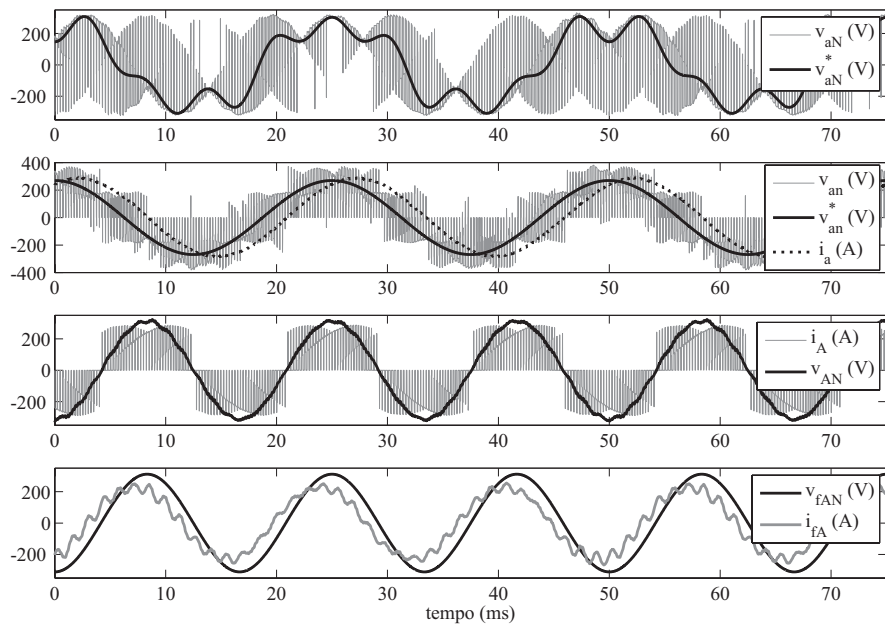 200
0
-200
0 10 20 30 40 50 60 70
v_aN (V)
v*_aN (V)
400
200
0
-200
-400
0 10 20 30 40 50 60 70
v_an (V)
v*_an (V)
i_a (A)
200
0
-200
0 10 20 30 40 50 60 70
i_A (A)
v_AN (V)
200
0
-200
0 10 20 30 40 50 60 70
v_fAN (V)
i_fA (A)
tempo (ms)